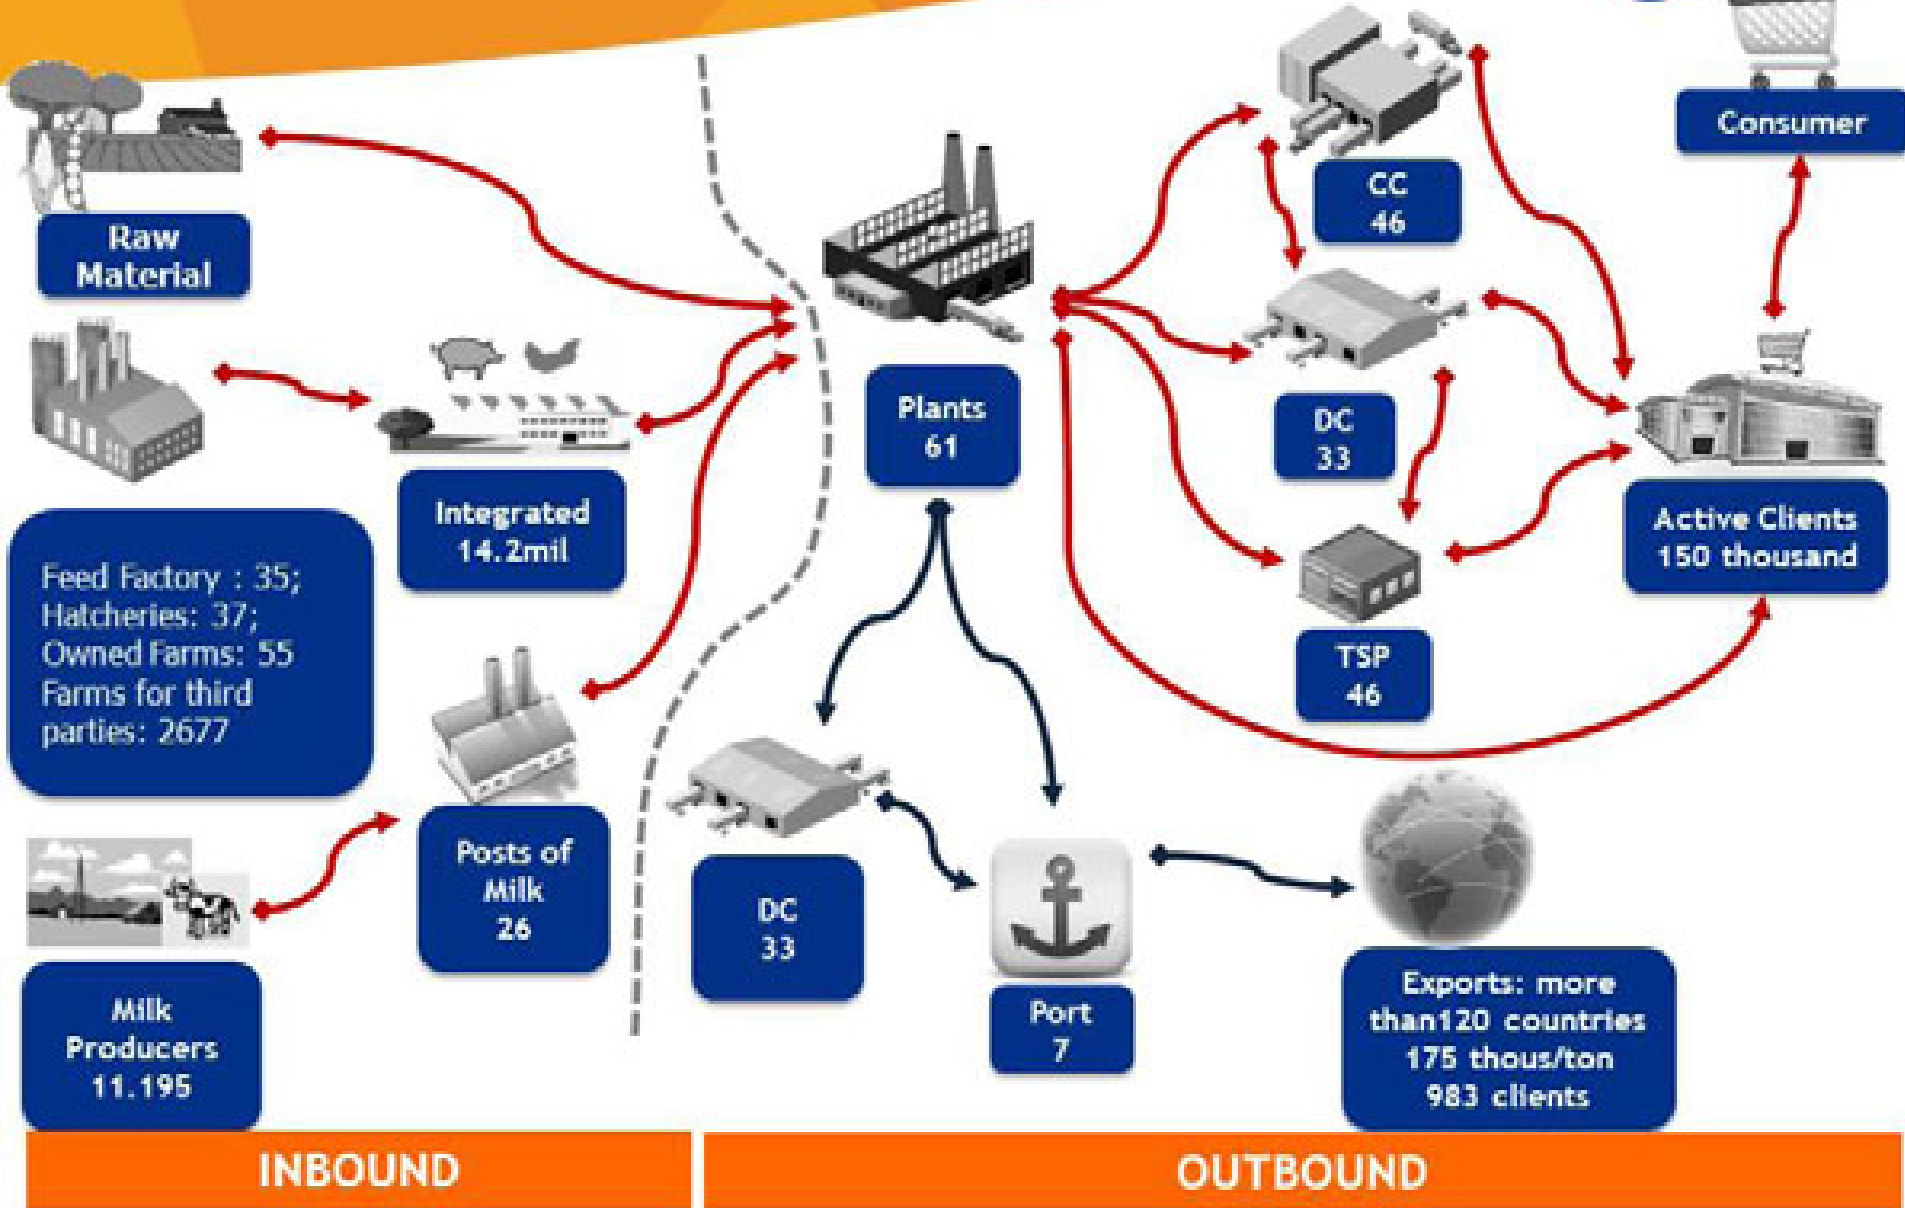 Raw
Material
Integrated
14.2mil
Feed Factory : 35;
Hatcheries: 37;
Owned Farms: 55
Farms for third
parties: 2677
Posts of
Milk
26
Milk
Producers
11.195
INBOUND
Plants
61
CC
46
DC
33
TSP
46
Consumer
Active Clients
150 thousand
DC
33
Port
7
Exports: more
than120 countries
175 thous/ton
983 clients
OUTBOUND